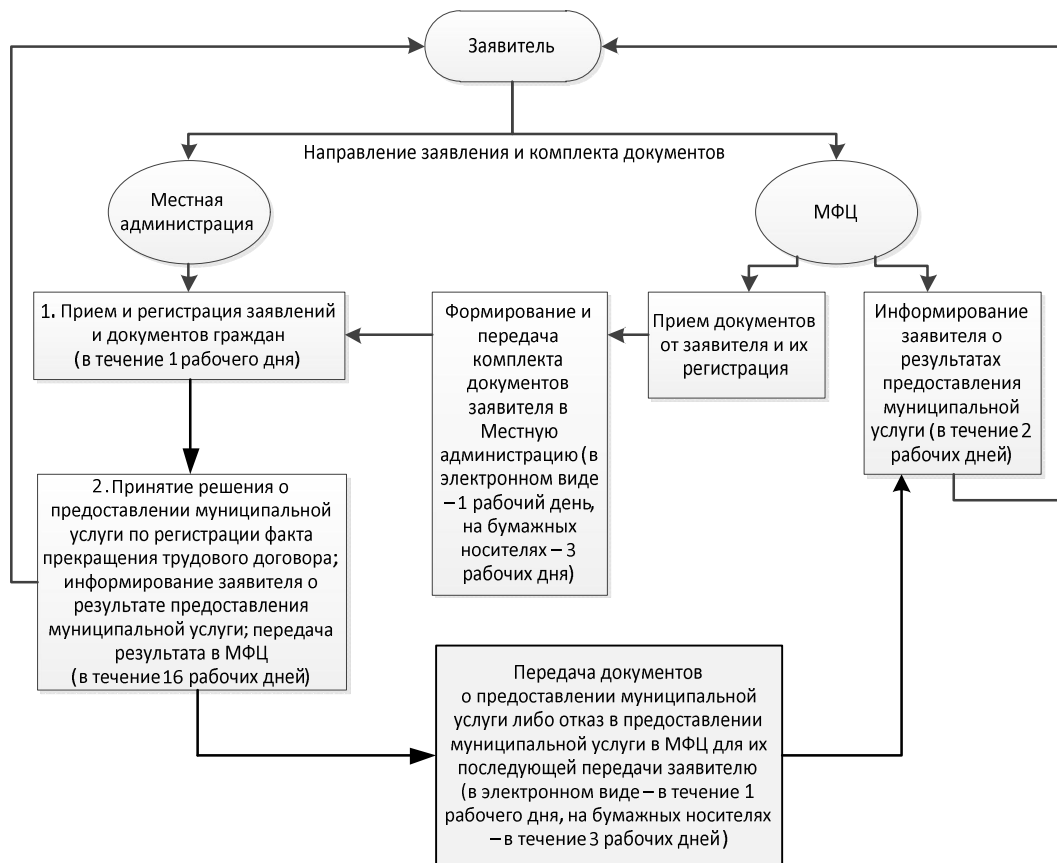 Заявитель
Направление заявления и комплекта документов
Местная
администрация
МФЦ
1. Прием и регистрация заявлений
и документов граждан
(в течение 1 рабочего дня)
Формирование и
передача
комплекта
документов
заявителя в
Местную
администрацию (в
электронном виде
– 1 рабочий день,
на бумажных
носителях – 3
рабочих дня)
Прием документов
от заявителя и их
регистрация
Информирование
заявителя о
результатах
предоставления
муниципальной
услуги (в течение 2
рабочих дней)
2. Принятие решения о
предоставлении муниципальной
услуги по регистрации факта
прекращения трудового договора;
информирование заявителя о
результате предоставления
муниципальной услуги; передача
результата в МФЦ
(в течение 16 рабочих дней)
Передача документов
о предоставлении муниципальной
услуги либо отказ в предоставлении
муниципальной услуги в МФЦ для их
последующей передачи заявителю
(в электронном виде – в течение 1
рабочего дня, на бумажных носителях
– в течение 3 рабочих дней)